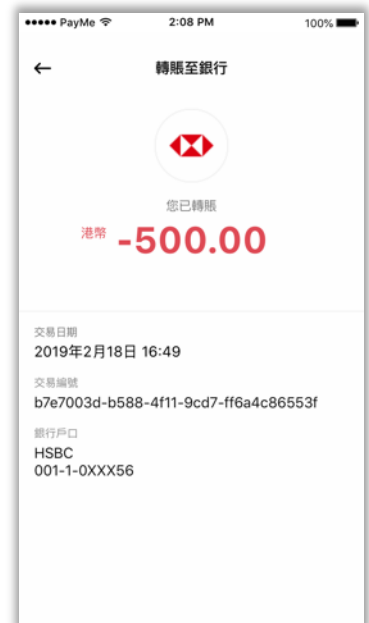 PayMe 2:08 PM 100%
轉賬至銀行
您已轉賬
港幣 -500.00
交易日期
2019年2月18日 16:49
交易編號
b7e7003d-b588-4f11-9cd7-ff6a4c86553f
銀行戶口
HSBC
001-1-0XXX56